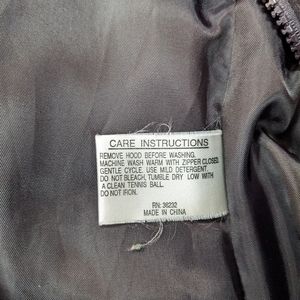 CARE INSTRUCTIONS
REMOVE HOOD BEFORE WASHING.
MACHINE WASH WARM WITH ZIPPER CLOSED.
GENTLE CYCLE. USE MILD DETERGENT.
DO NOT BLEACH, TUMBLE DRY LOW WITH
A CLEAN TENNIS BALL.
DO NOT IRON.
RN: 38232
MADE IN CHINA